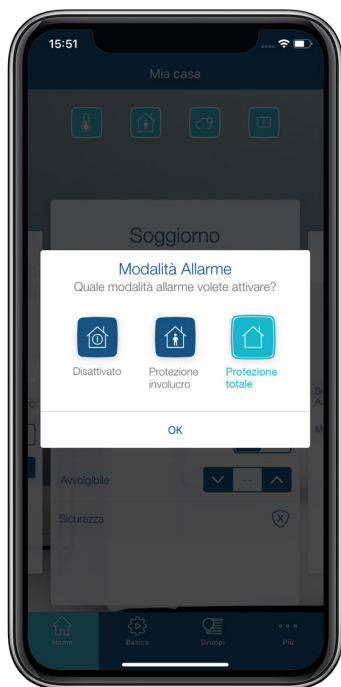 15:51
Mia casa
Soggiorno
Modalità Allarme
Quale modalità allarme volete attivare?
Disattivato
Protezione
involucro
Protezione
totale
°C
OK
Avvolgibile
--
Sicurezza
X
Home
Basics
Gruppi
Più